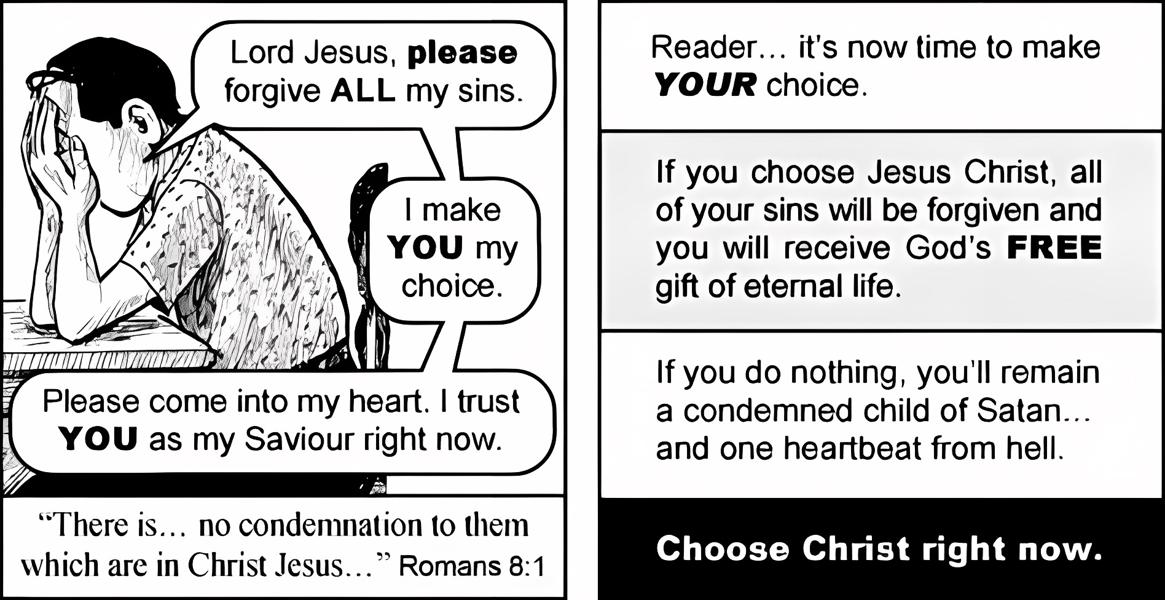 Lord Jesus, please
forgive ALL my sins.
I make
YOU my
choice.
Please come into my heart. I trust
YOU as my Saviour right now.
“There is... no condemnation to them
which are in Christ Jesus...” Romans 8:1
Reader... it’s now time to make
YOUR choice.
If you choose Jesus Christ, all
of your sins will be forgiven and
you will receive God’s FREE
gift of eternal life.
If you do nothing, you’ll remain
a condemned child of Satan...
and one heartbeat from hell.
Choose Christ right now.